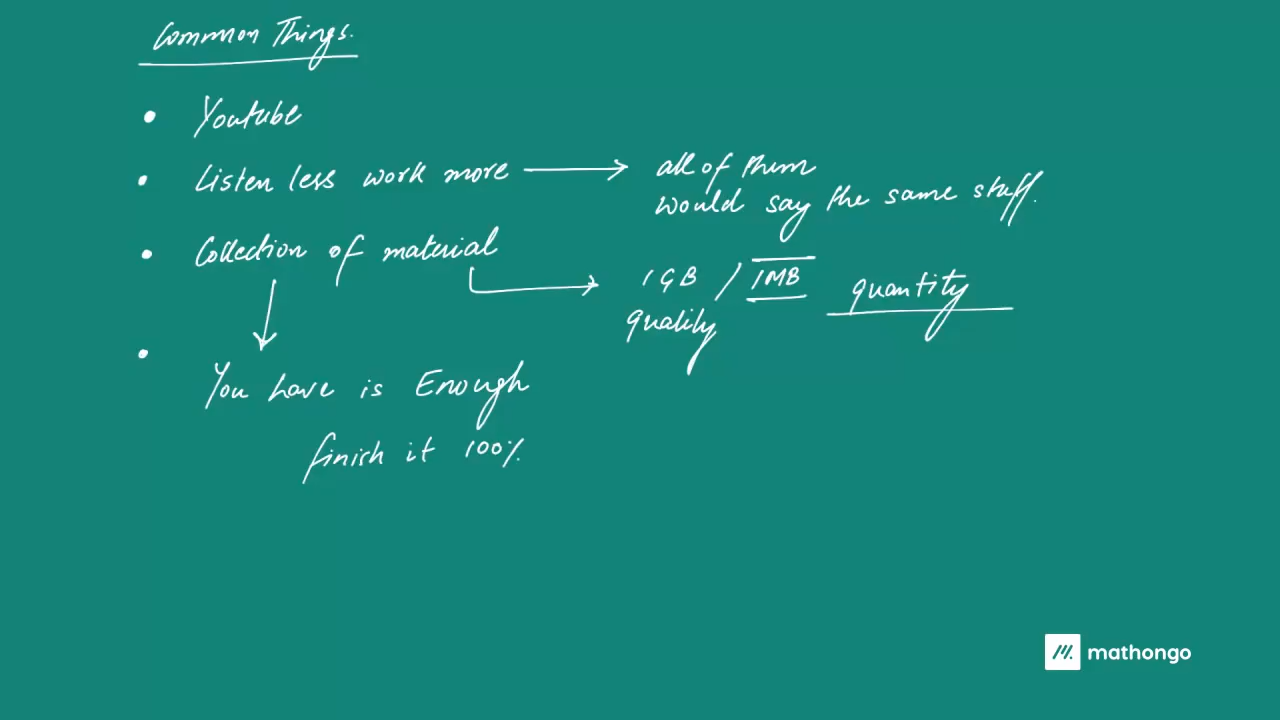 Common Things.
• Youtube
• Listen less work more → all of them
would say the same stuff.
• Collection of material
1GB / 1MB quantity
quality
•
You have is Enough
finish it 100%.
mathongo